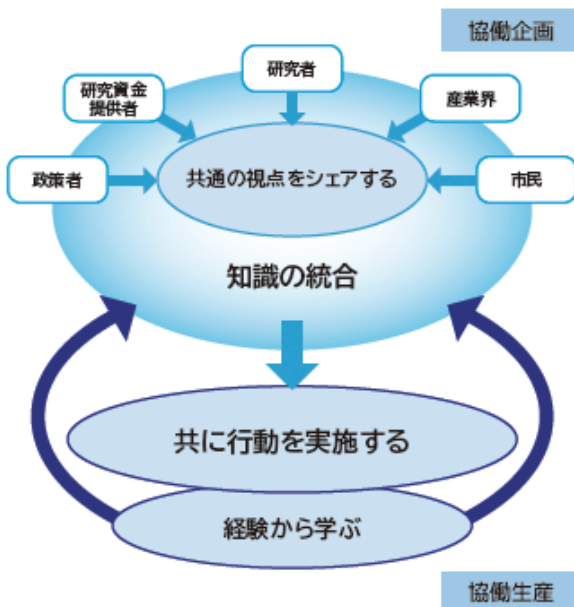 協働企画
研究者
研究資金
提供者
産業界
政策者
共通の視点をシェアする
市民
知識の統合
共に行動を実施する
経験から学ぶ
協働生産